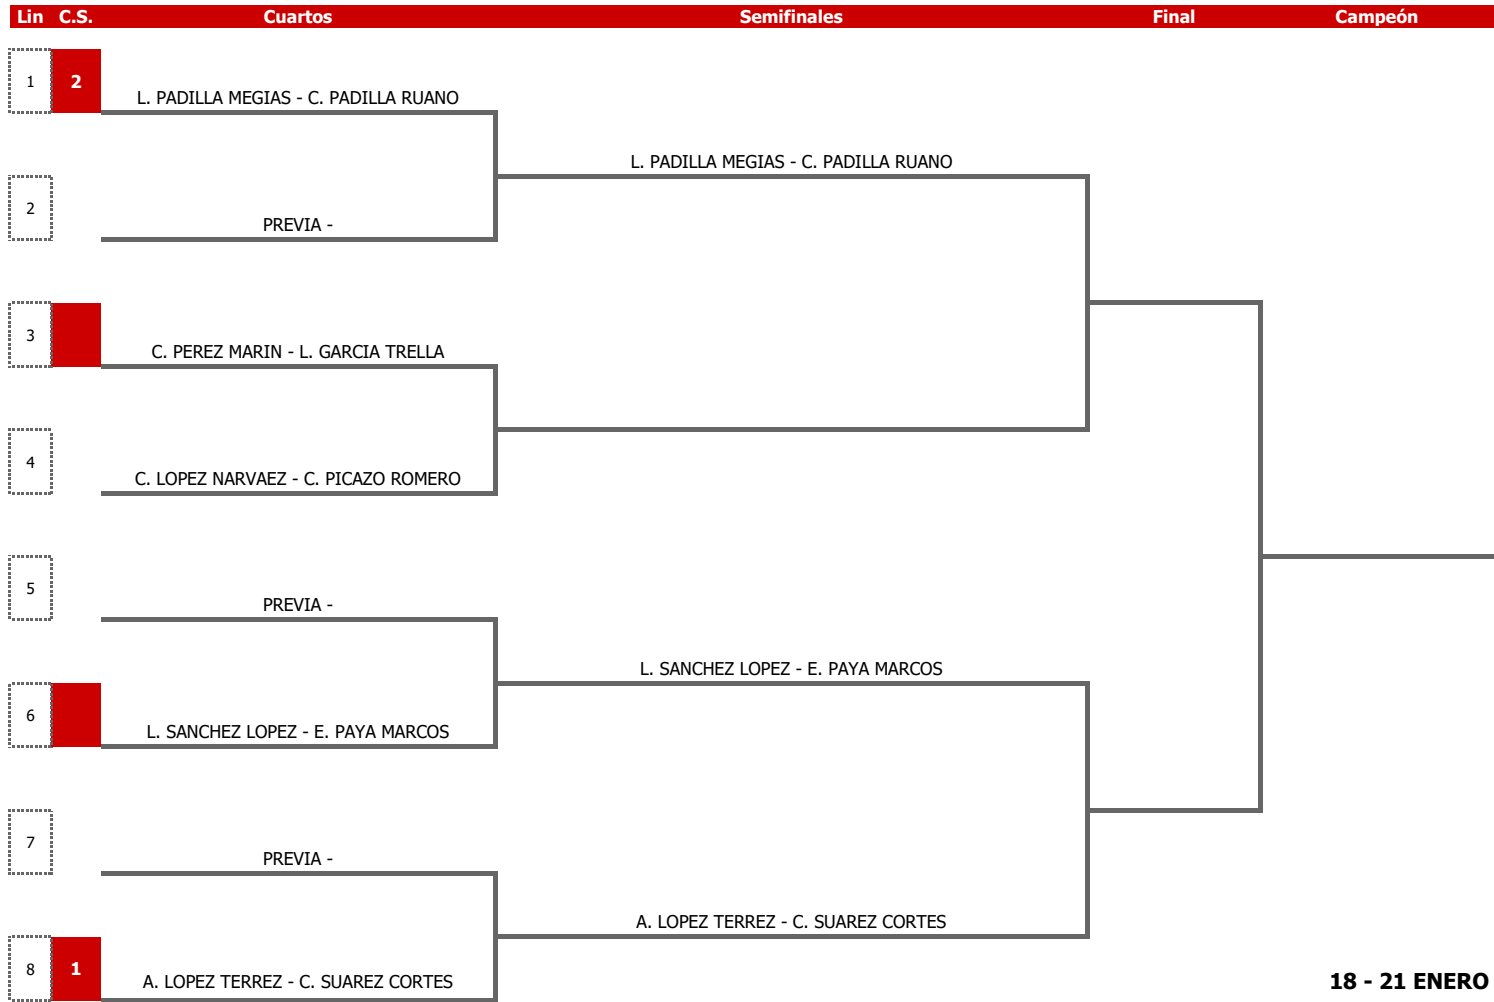 Lin C.S. Cuartos Semifinales Final Campeón
1 2
L. PADILLA MEGIAS - C. PADILLA RUANO
L. PADILLA MEGIAS - C. PADILLA RUANO
2
PREVIA -
3
C. PEREZ MARIN - L. GARCIA TRELLA
4
C. LOPEZ NARVAEZ - C. PICAZO ROMERO
5
PREVIA -
L. SANCHEZ LOPEZ - E. PAYA MARCOS
6
L. SANCHEZ LOPEZ - E. PAYA MARCOS
7
PREVIA -
A. LOPEZ TERREZ - C. SUAREZ CORTES
8 1
A. LOPEZ TERREZ - C. SUAREZ CORTES
18 - 21 ENERO